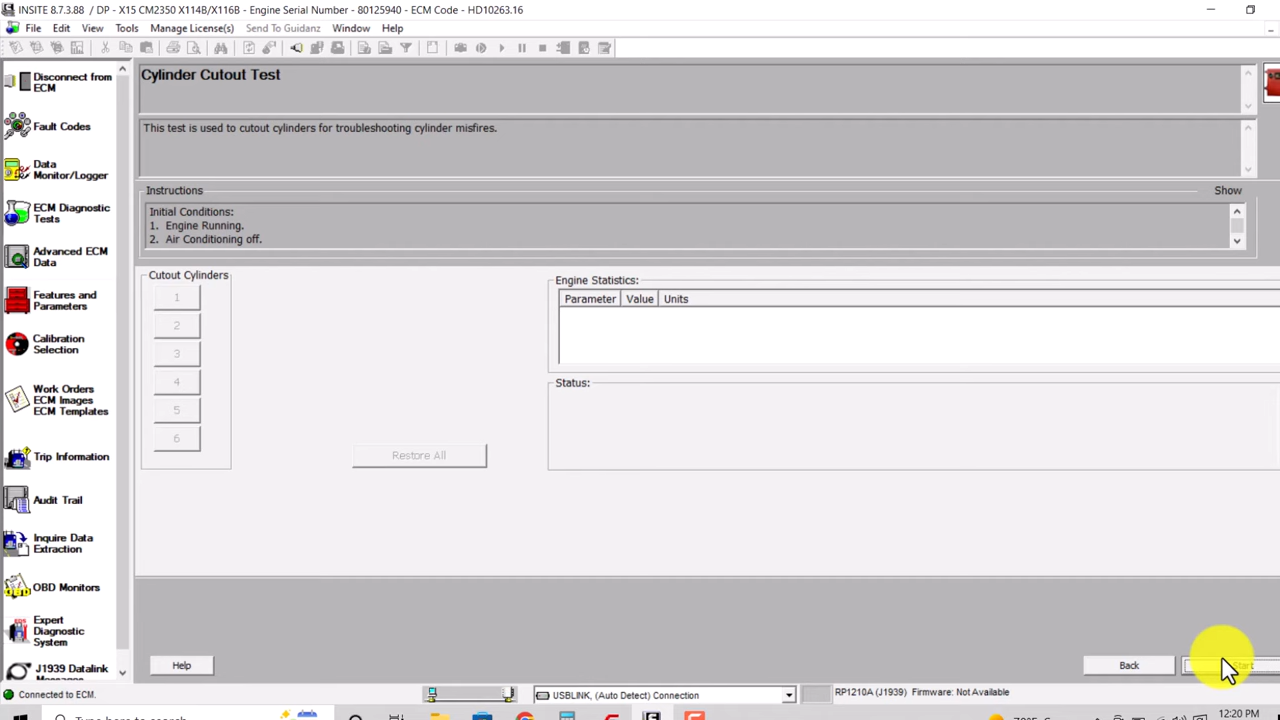 INSITE 8.7.3.88 / DP - X15 CM2350 X114B/X116B - Engine Serial Number - 80125940 - ECM Code - HD10263.16
File Edit View Tools Manage License(s) Send To Guidanz Window Help
Disconnect from
ECM
Fault Codes
Data
Monitor/Logger
ECM Diagnostic
Tests
Advanced ECM
Data
Features and
Parameters
Calibration
Selection
Work Orders
ECM Images
ECM Templates
Trip Information
Audit Trail
Inquire Data
Extraction
OBD Monitors
Expert
Diagnostic
System
J1939 Datalink
Cylinder Cutout Test
This test is used to cutout cylinders for troubleshooting cylinder misfires.
Instructions
Show
Initial Conditions:
1. Engine Running.
2. Air Conditioning off.
Cutout Cylinders
1
2
3
4
5
6
Restore All
Engine Statistics:
Parameter Value Units
Status:
Help
Back
Start
Connected to ECM.
USBLINK, (Auto Detect) Connection
RP1210A (J1939) Firmware: Not Available
Type here to search
12:20 PM